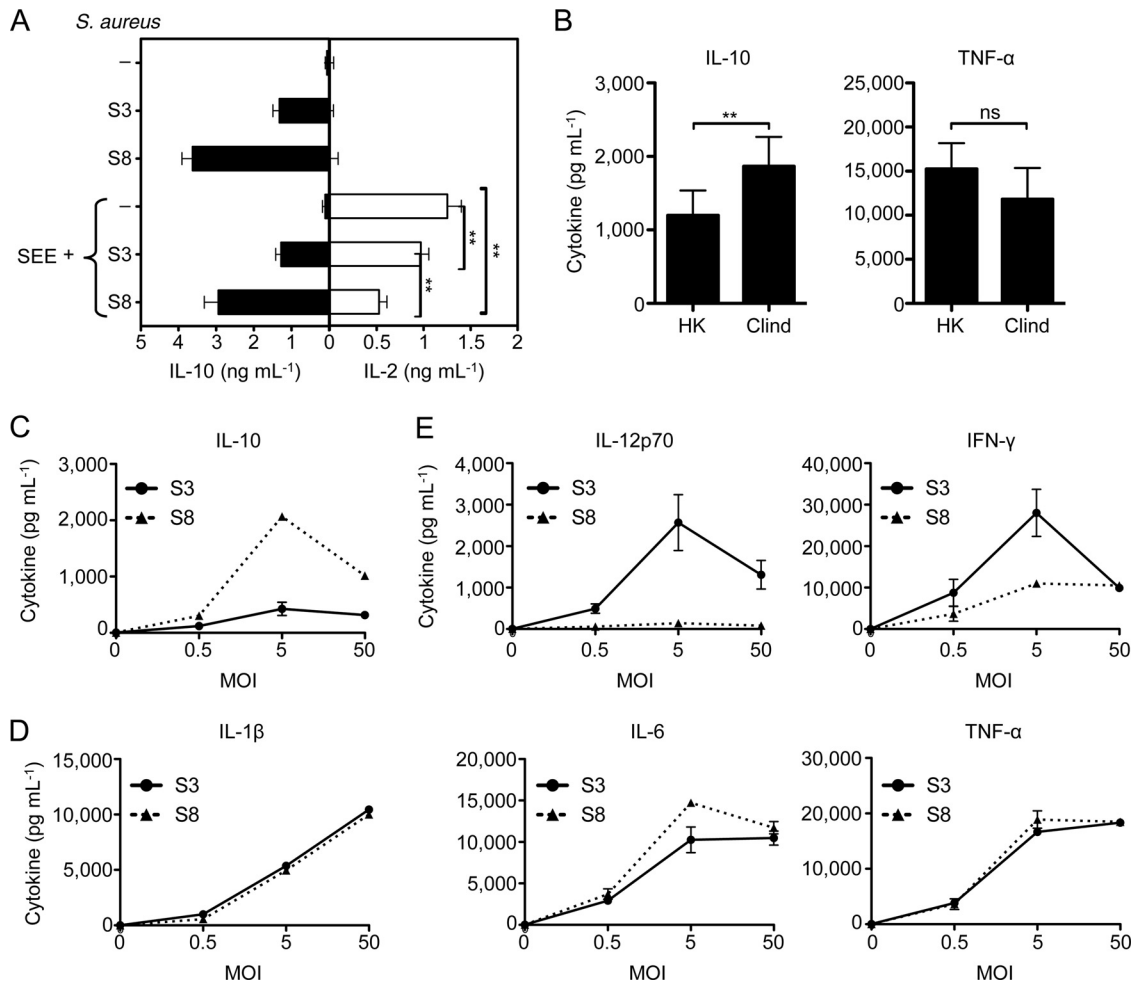 A
S. aureus
–
S3
S8
SEE +
–
S3
S8
**
**
**
5 4 3 2 1 0 0.5 1 1.5 2
IL-10 (ng mL-1) IL-2 (ng mL-1)
B
IL-10
Cytokine (pg mL-1)
3,000
2,000
1,000
0
**
HK Clind
TNF-α
25,000
20,000
15,000
10,000
5,000
0
ns
HK Clind
C
IL-10
Cytokine (pg mL-1)
3,000
2,000
1,000
0
S3
S8
0 0.5 5 50
MOI
E
IL-12p70
Cytokine (pg mL-1)
4,000
3,000
2,000
1,000
0
S3
S8
0 0.5 5 50
MOI
IFN-γ
40,000
30,000
20,000
10,000
0
S3
S8
0 0.5 5 50
MOI
D
IL-1β
Cytokine (pg mL-1)
15,000
10,000
5,000
0
S3
S8
0 0.5 5 50
MOI
IL-6
20,000
15,000
10,000
5,000
0
S3
S8
0 0.5 5 50
MOI
TNF-α
30,000
20,000
10,000
0
S3
S8
0 0.5 5 50
MOI